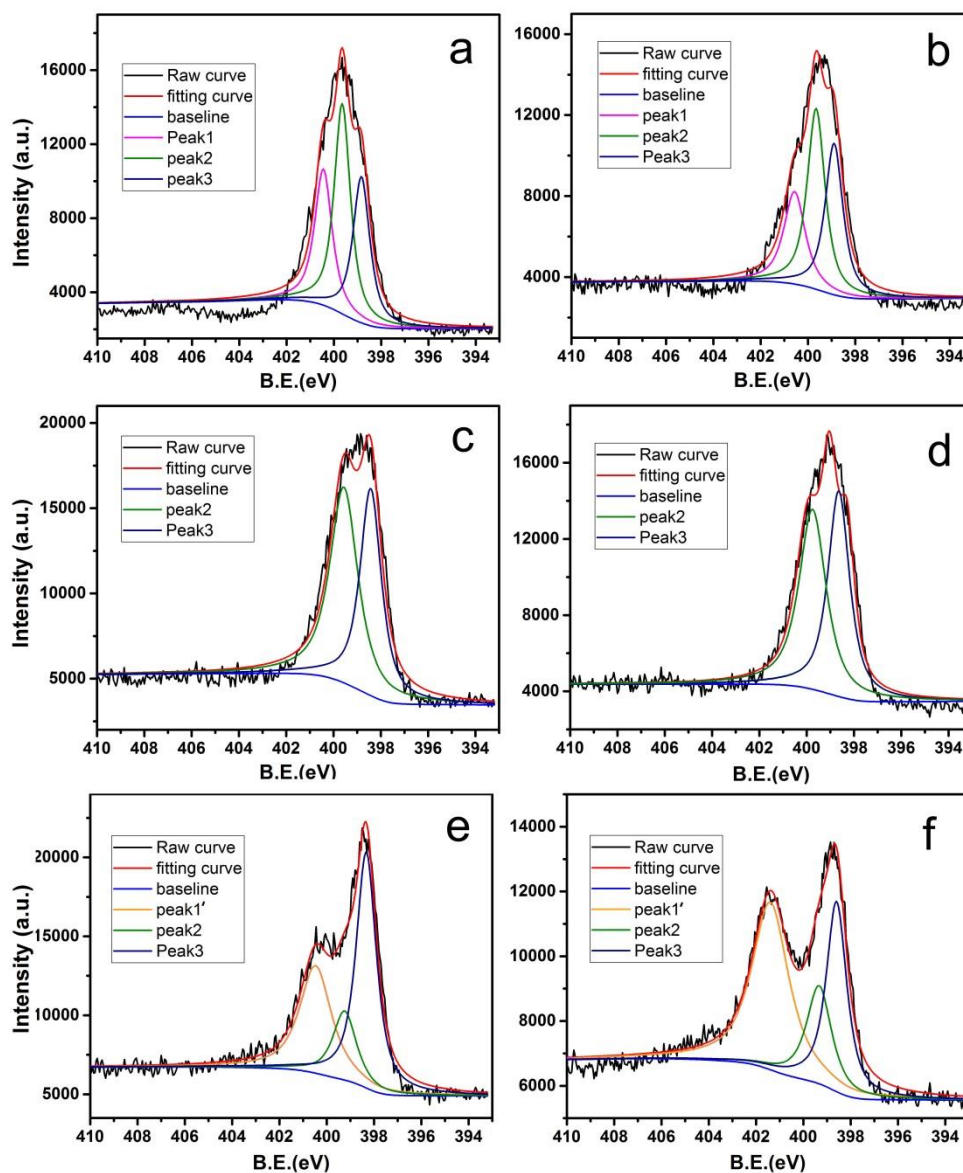 a
16000
12000
8000
4000
Intensity (a.u.)
Raw curve
fitting curve
baseline
Peak1
peak2
peak3
410 408 406 404 402 400 398 396 394
B.E.(eV)
b
16000
12000
8000
4000
Raw curve
fitting curve
baseline
peak1
peak2
Peak3
410 408 406 404 402 400 398 396 394
B.E.(eV)
c
20000
15000
10000
5000
Intensity (a.u.)
Raw curve
fitting curve
baseline
peak2
Peak3
410 408 406 404 402 400 398 396 394
B.E.(eV)
d
16000
12000
8000
4000
Raw curve
fitting curve
baseline
peak2
Peak3
410 408 406 404 402 400 398 396 394
B.E.(eV)
e
20000
15000
10000
5000
Intensity (a.u.)
Raw curve
fitting curve
baseline
peak1′
peak2
Peak3
410 408 406 404 402 400 398 396 394
B.E.(eV)
f
14000
12000
10000
8000
6000
Raw curve
fitting curve
baseline
peak1′
peak2
Peak3
410 408 406 404 402 400 398 396 394
B.E.(eV)